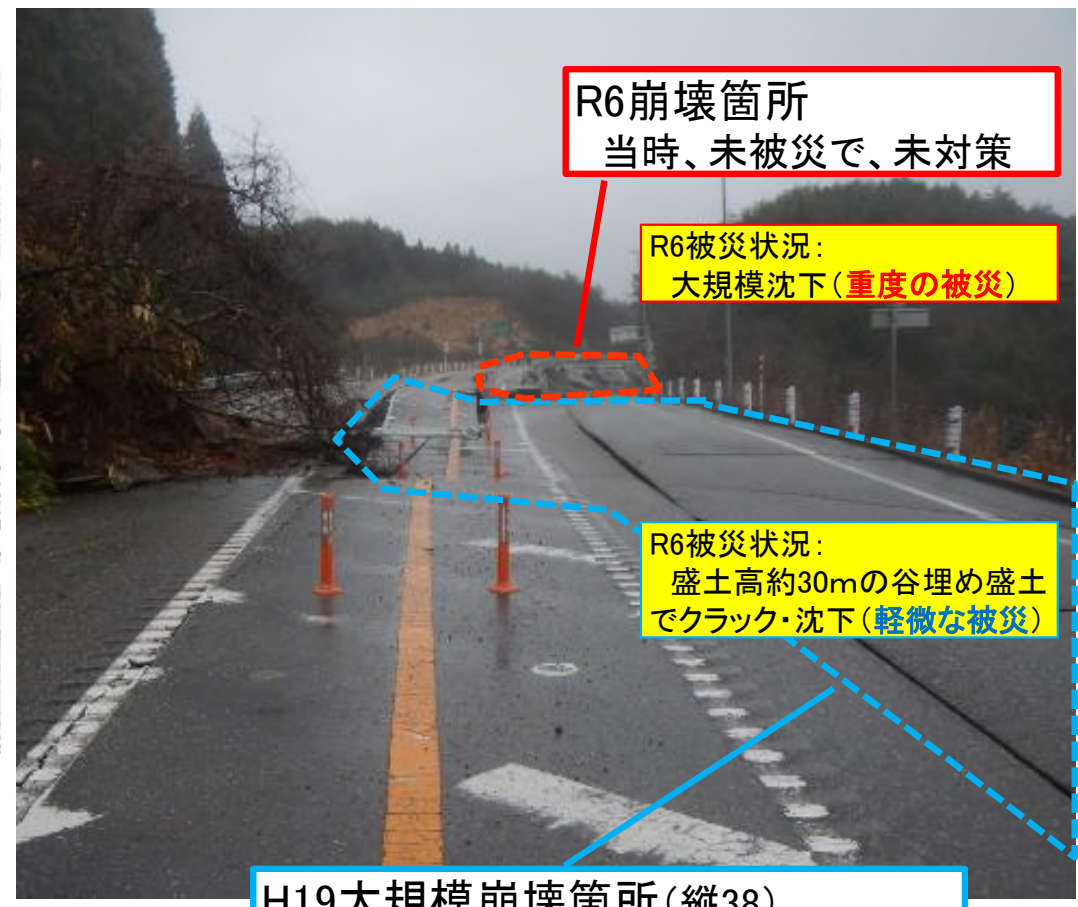 R6崩壊箇所
当時、未被災で、未対策
R6被災状況:
大規模沈下(重度の被災)
R6被災状況:
盛土高約30mの谷埋め盛土
でクラック・沈下(軽微な被災)
H19大規模崩壊箇所(縦38)